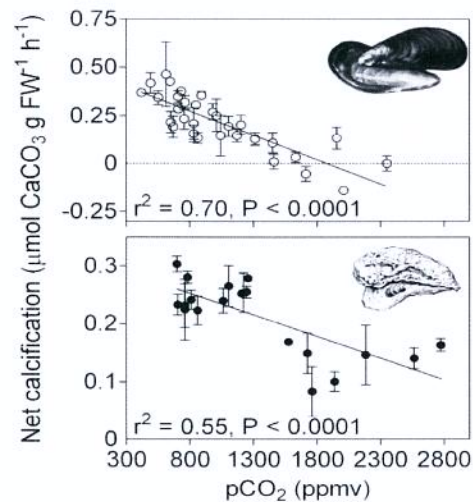 Net calcification (μmol CaCO₃ g FW⁻¹ h⁻¹)
0.75
0.50
0.25
0
-0.25
r² = 0.70, P < 0.0001
0.3
0.2
0.1
0
r² = 0.55, P < 0.0001
300 800 1300 1800 2300 2800
pCO₂ (ppmv)